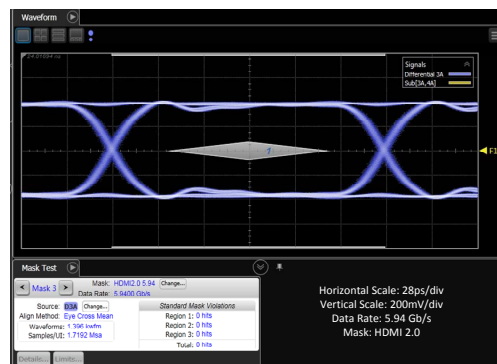 Waveform
24.01694 ns
Signals
Differential 3A
Sub[3A,4A]
F1
1
Mask Test
Mask 3
Mask: HDMI2.0 5.94 Change...
Data Rate: 5.9400 Gb/s
Source: D3A Change...
Align Method: Eye Cross Mean
Waveforms: 1.396 kwfm
Samples/UI: 1.7192 Msa
Standard Mask Violations
Region 1: 0 hits
Region 2: 0 hits
Region 3: 0 hits
Total: 0 hits
Details...
Limits...
Horizontal Scale: 28ps/div
Vertical Scale: 200mV/div
Data Rate: 5.94 Gb/s
Mask: HDMI 2.0